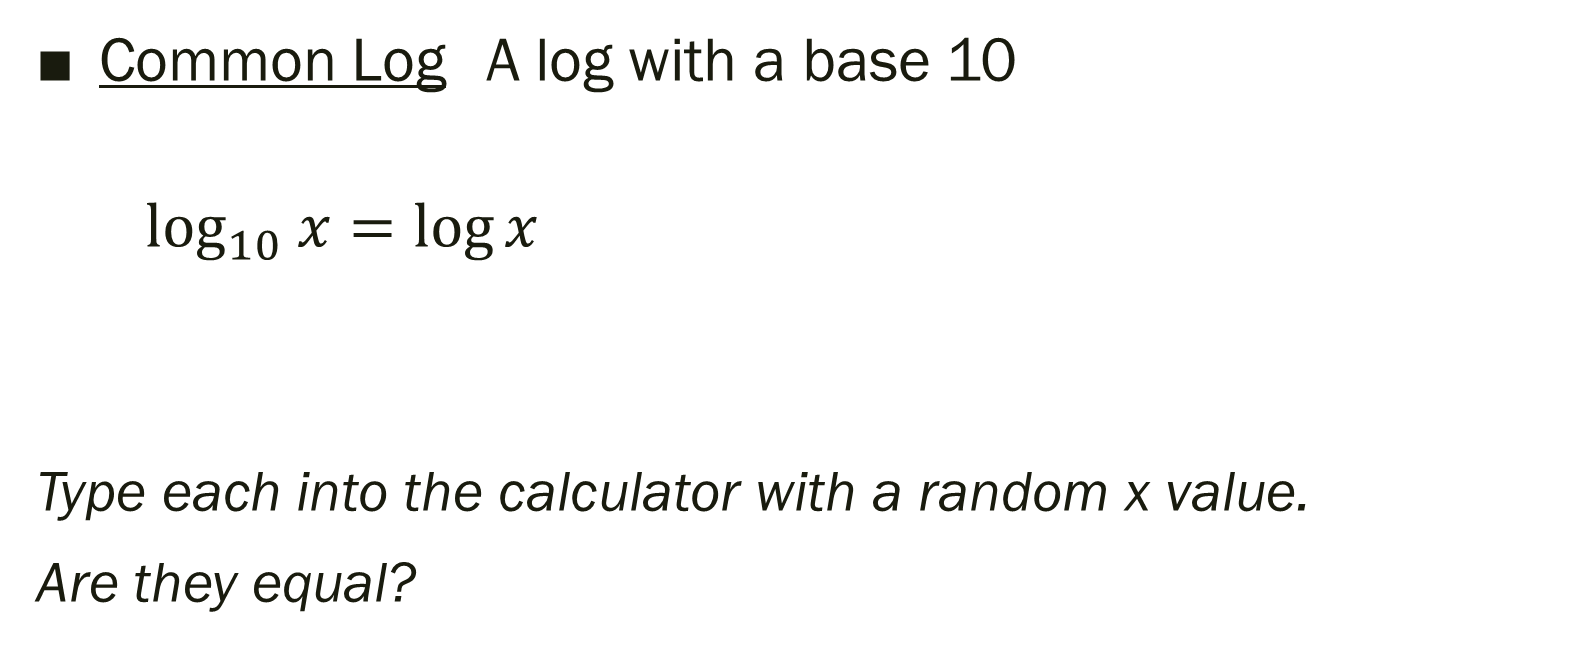 ■ Common Log A log with a base 10
log₁₀ x = log x
Type each into the calculator with a random x value.
Are they equal?